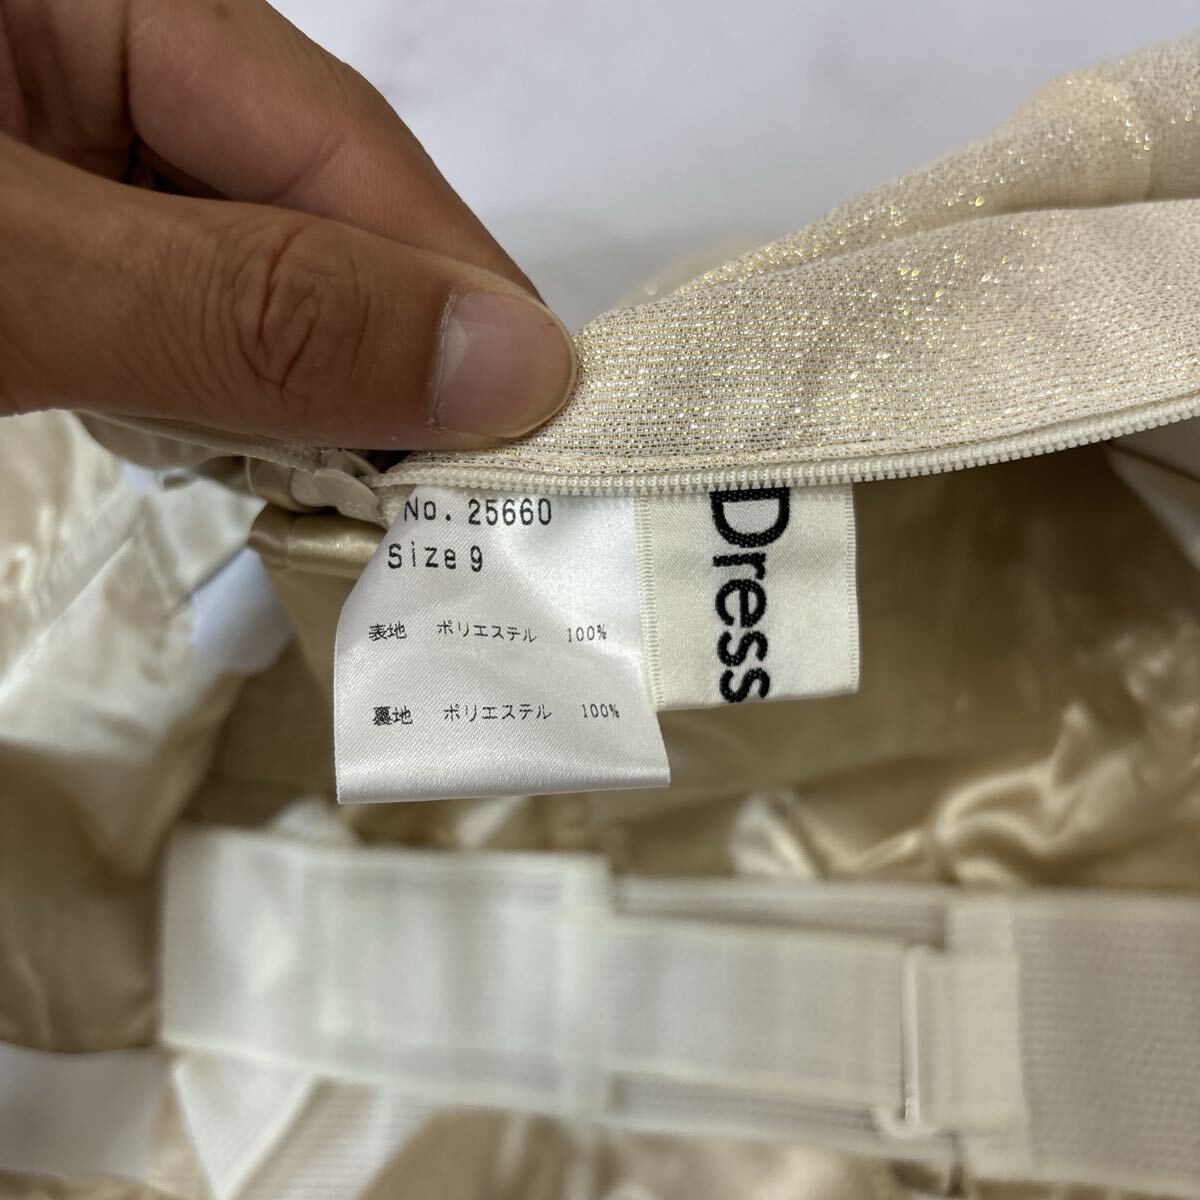 No. 25660
Size 9
表地 ポリエステル 100%
裏地 ポリエステル 100%
Dress